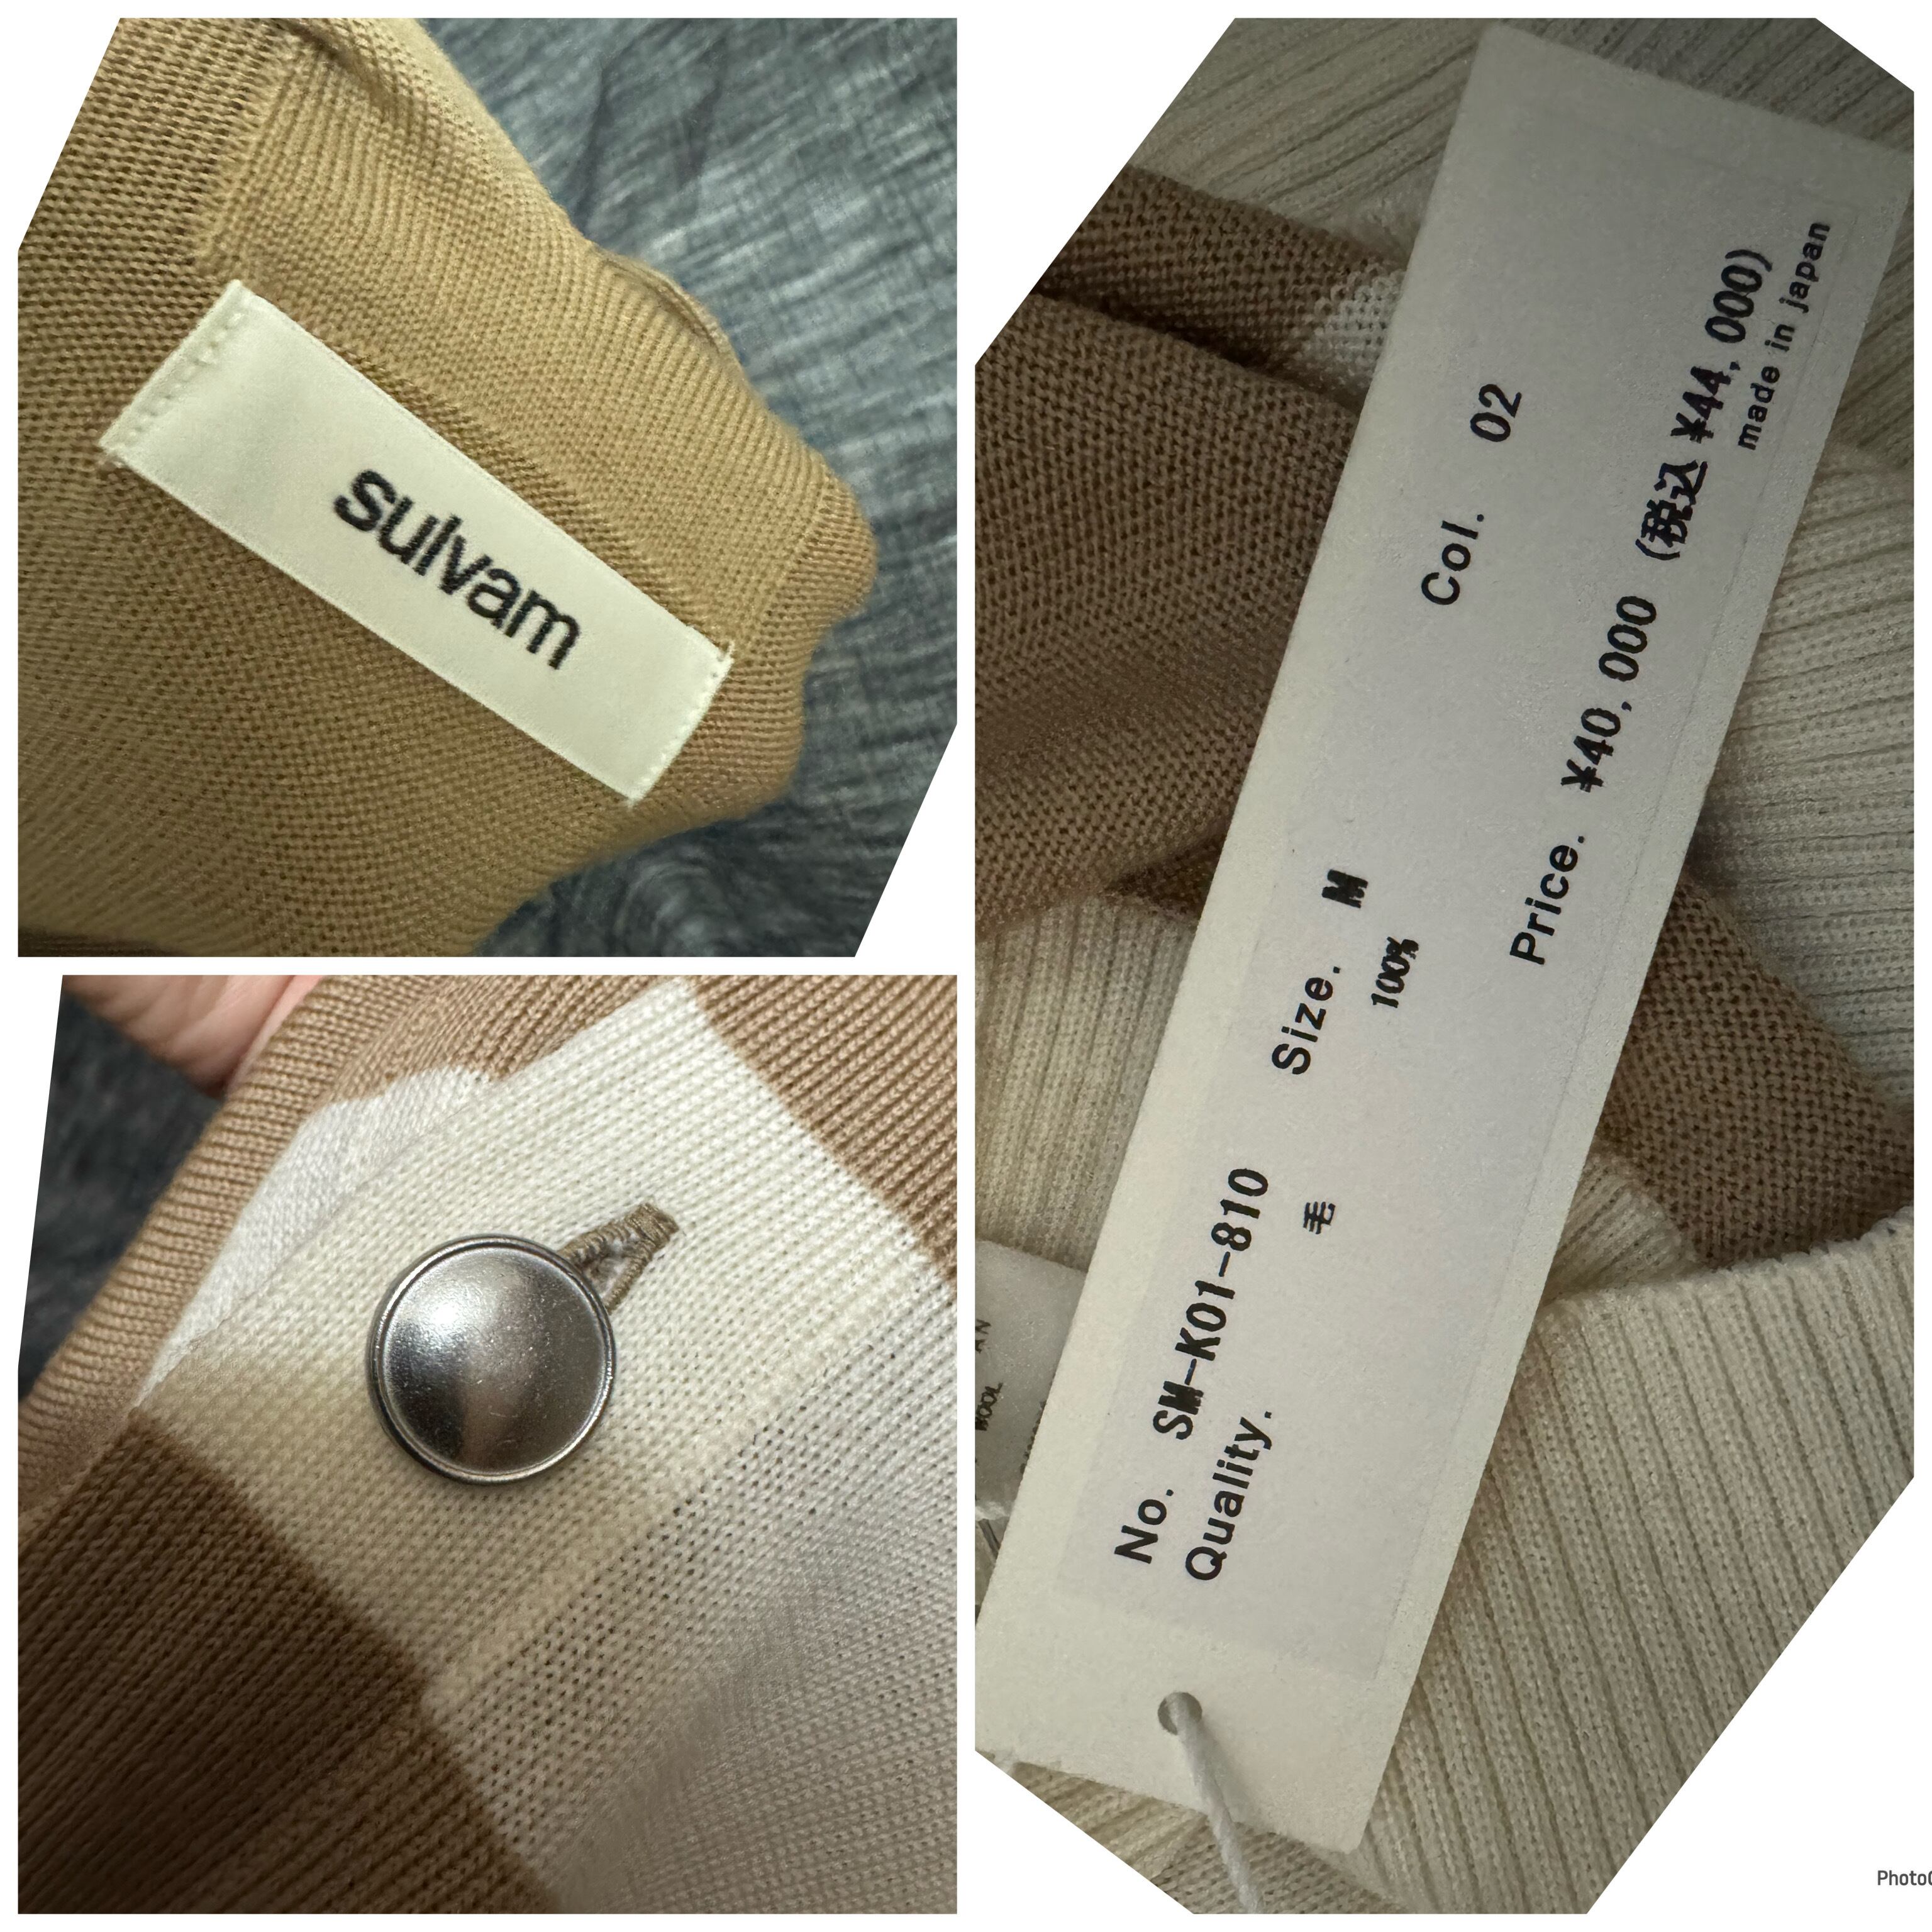 sulvam
No. SM-K01-810 Size. M Col. 02
Quality. 毛 100%
Price. ¥40,000 (税込 ¥44,000)
made in japan
WOOL